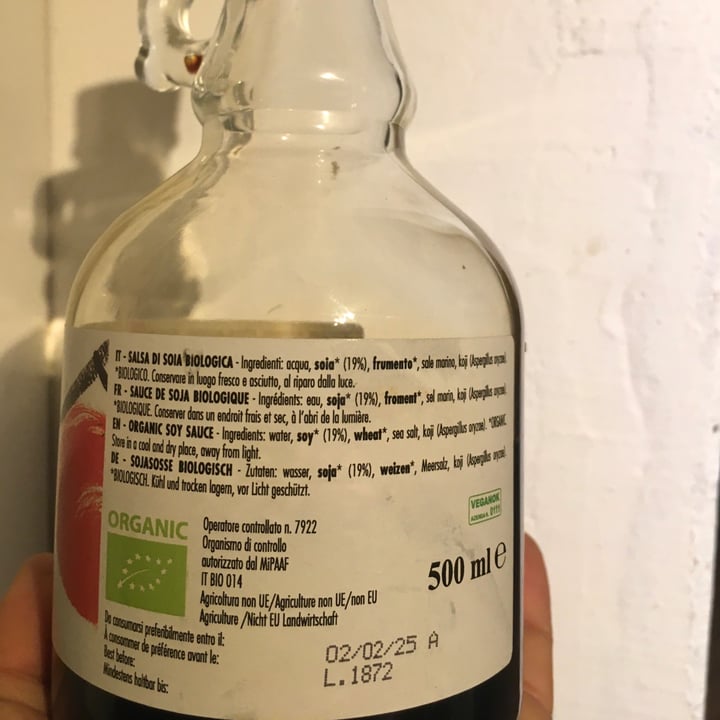 IT - SALSA DI SOIA BIOLOGICA - Ingredienti: acqua, soia* (19%), frumento*, sale marino, koji (Aspergillus oryzae).
*BIOLOGICO. Conservare in luogo fresco e asciutto, al riparo dalla luce.
FR - SAUCE DE SOJA BIOLOGIQUE - Ingrédients: eau, soja* (19%), froment*, sel marin, koji (Aspergillus oryzae).
*BIOLOGIQUE. Conserver dans un endroit frais et sec, à l'abri de la lumière.
EN - ORGANIC SOY SAUCE - Ingredients: water, soy* (19%), wheat*, sea salt, koji (Aspergillus oryzae). *ORGANIC.
Store in a cool and dry place, away from light.
DE - SOJASOSSE BIOLOGISCH - Zutaten: wasser, soja* (19%), weizen*, Meersalz, koji (Aspergillus oryzae).
*BIOLOGISCH. Kühl und trocken lagern, vor Licht geschützt.
VEGANOK
AZIENDA N. 0111
ORGANIC
Operatore controllato n. 7922
Organismo di controllo
autorizzato dal MiPAAF
IT BIO 014
Agricoltura non UE/Agriculture non UE/non EU
Agriculture /Nicht EU Landwirtschaft
500 ml e
Da consumarsi preferibilmente entro il:
À consommer de préférence avant le:
Best before:
Mindestens haltbar bis:
02/02/25 A
L.1872